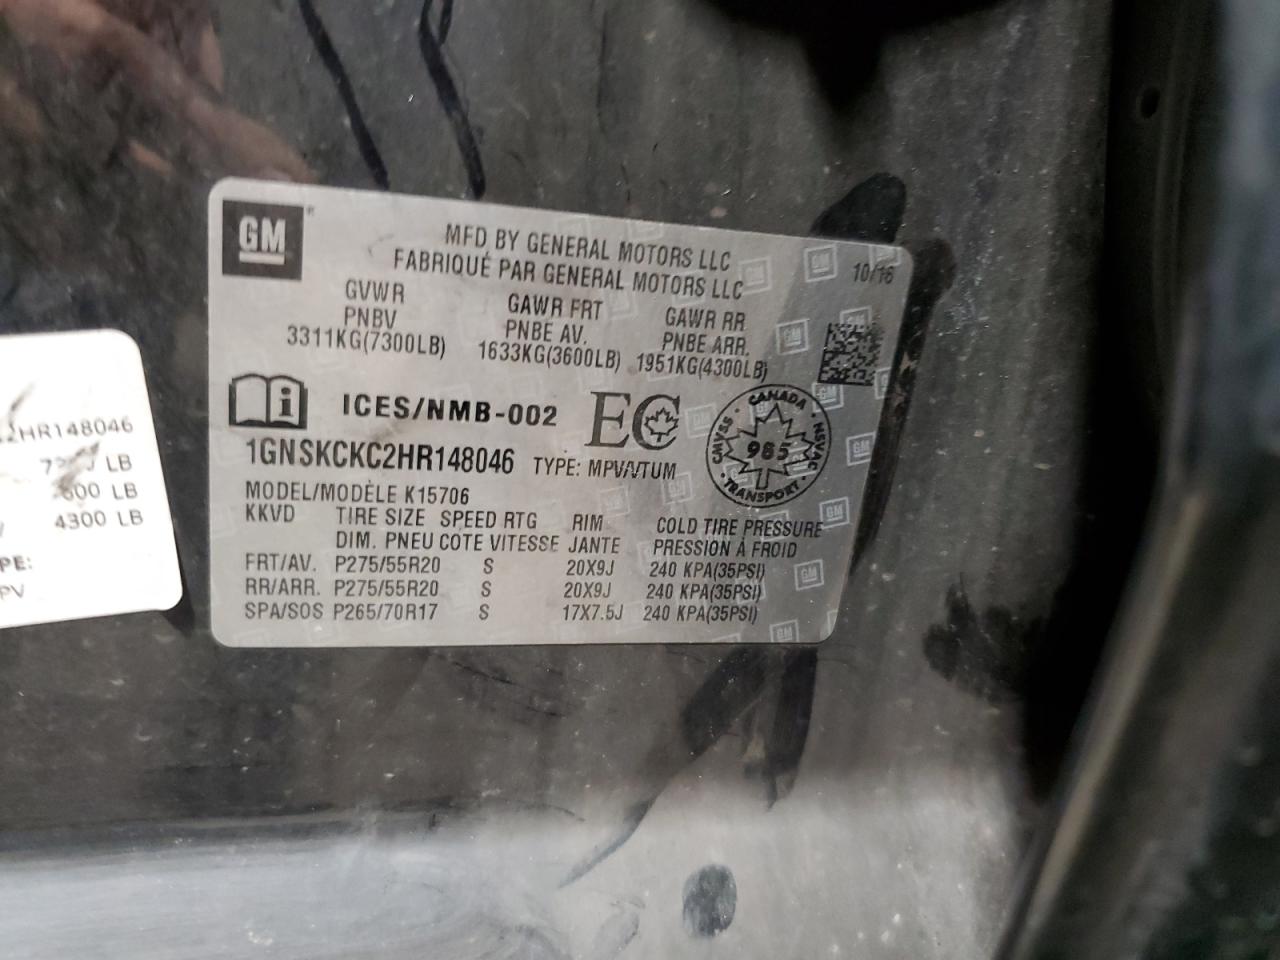 GM
MFD BY GENERAL MOTORS LLC
FABRIQUÉ PAR GENERAL MOTORS LLC
10/16
GVWR GAWR FRT GAWR RR
PNBV PNBE AV. PNBE ARR.
3311KG(7300LB) 1633KG(3600LB) 1951KG(4300LB)
ICES/NMB-002 EC
CANADA NSVAC TRANSPORT CMVSS
985
1GNSKCKC2HR148046 TYPE: MPV/VTUM
MODEL/MODÈLE K15706
KKVD TIRE SIZE SPEED RTG RIM COLD TIRE PRESSURE
DIM. PNEU COTE VITESSE JANTE PRESSION À FROID
FRT/AV. P275/55R20 S 20X9J 240 KPA(35PSI)
RR/ARR. P275/55R20 S 20X9J 240 KPA(35PSI)
SPA/SOS P265/70R17 S 17X7.5J 240 KPA(35PSI)
2HR148046
LB
600 LB
4300 LB
PE:
PV